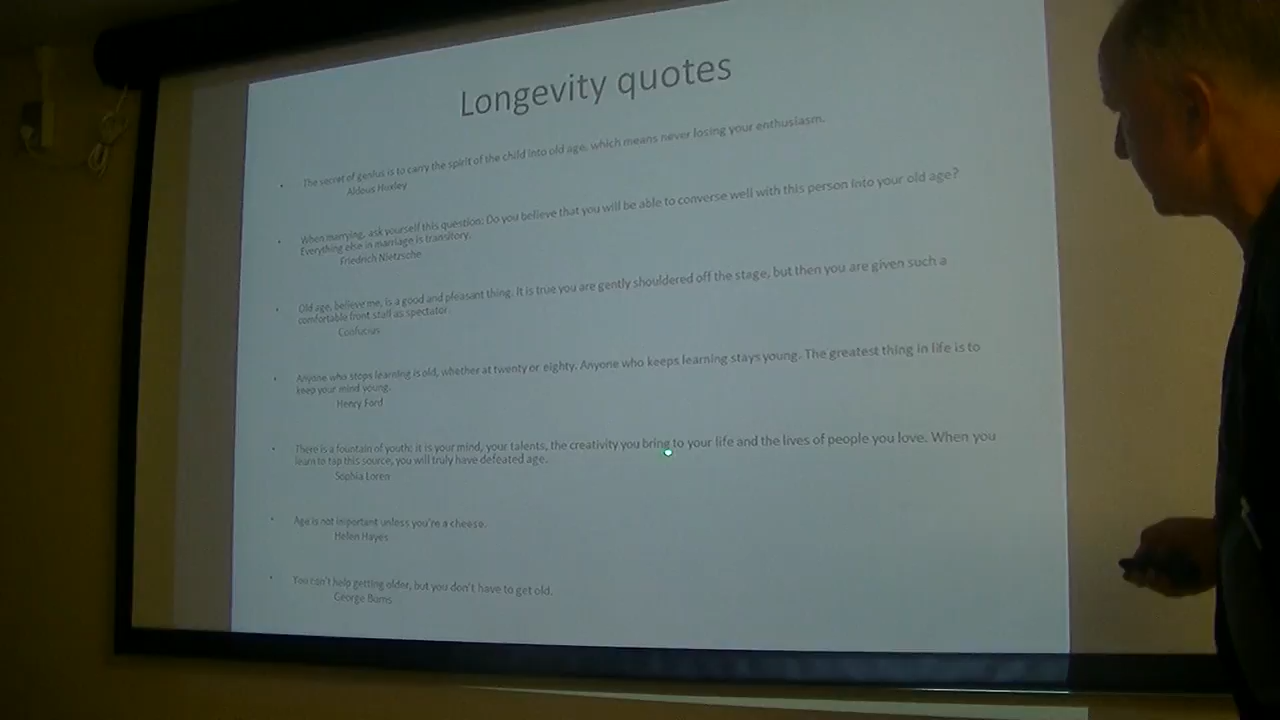 Longevity quotes
• The secret of genius is to carry the spirit of the child into old age, which means never losing your enthusiasm.
Aldous Huxley
• When marrying, ask yourself this question: Do you believe that you will be able to converse well with this person into your old age?
Everything else in marriage is transitory.
Friedrich Nietzsche
• Old age, believe me, is a good and pleasant thing. It is true you are gently shouldered off the stage, but then you are given such a
comfortable front stall as spectator.
Confucius
• Anyone who stops learning is old, whether at twenty or eighty. Anyone who keeps learning stays young. The greatest thing in life is to
keep your mind young.
Henry Ford
• There is a fountain of youth: it is your mind, your talents, the creativity you bring to your life and the lives of people you love. When you
learn to tap this source, you will truly have defeated age.
Sophia Loren
• Age is not important unless you're a cheese.
Helen Hayes
• You can't help getting older, but you don't have to get old.
George Burns